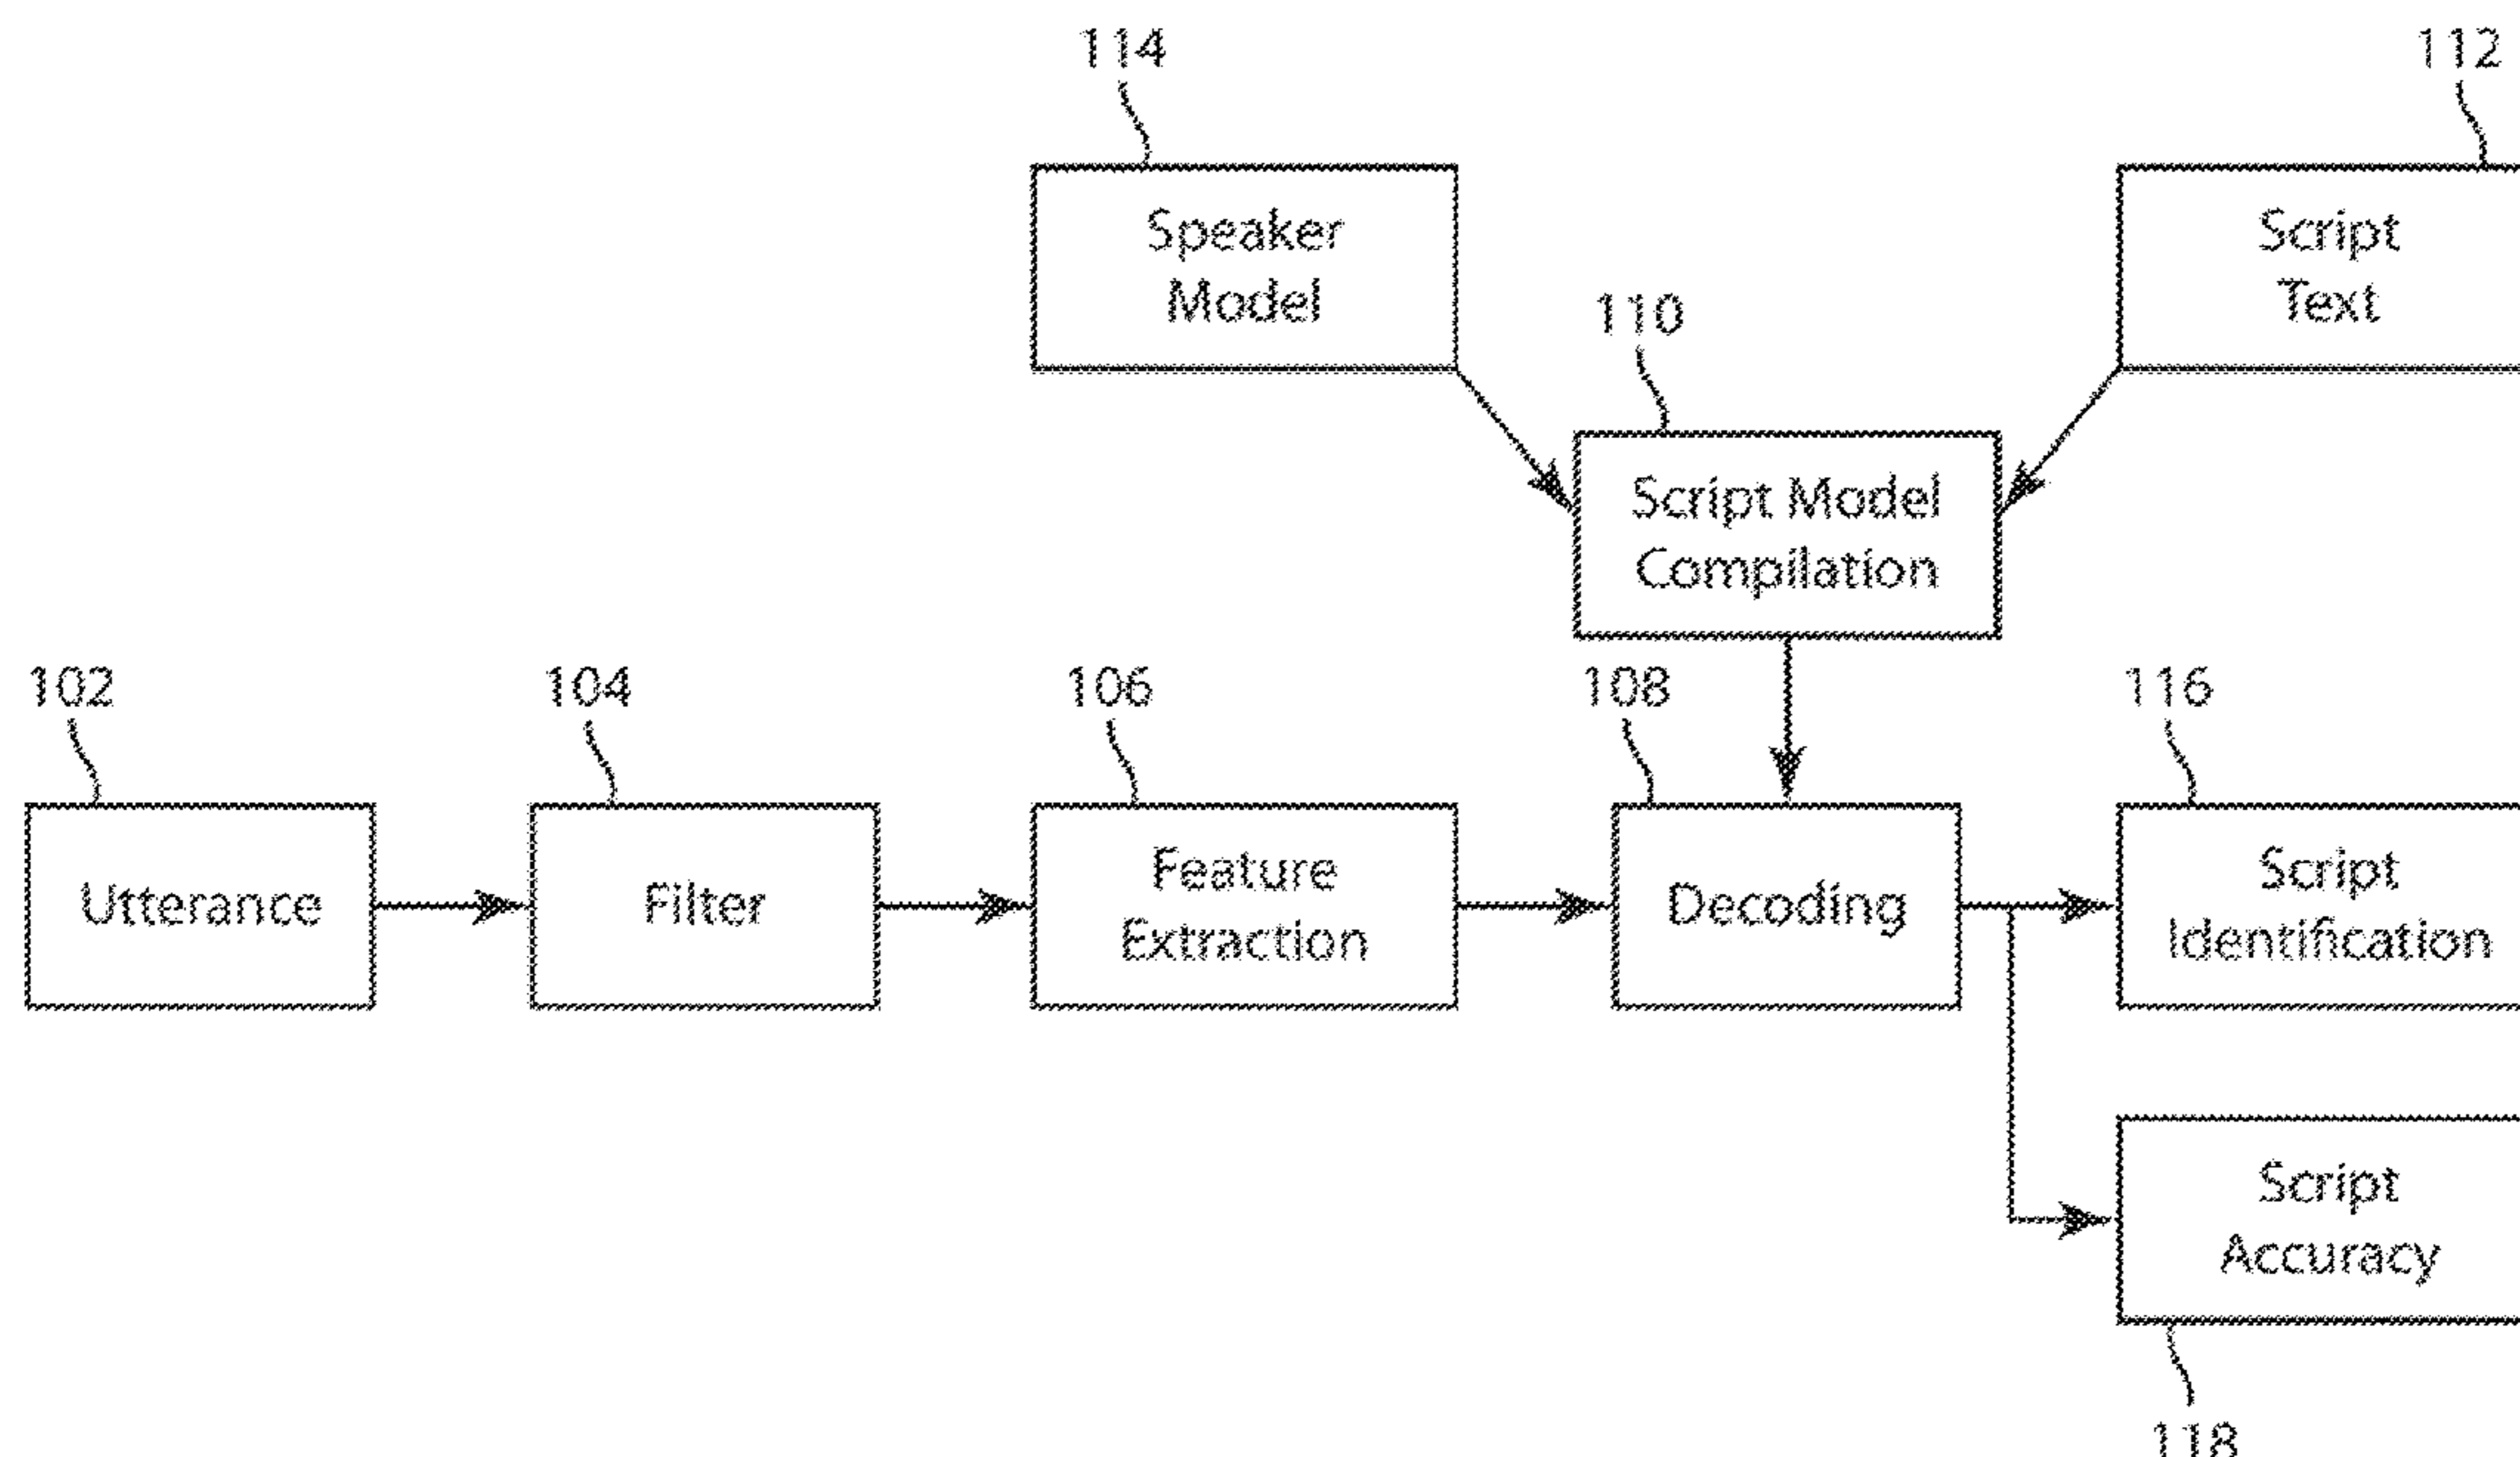 114
112
Speaker
Model
Script
Text
110
Script Model
Compilation
102
104
106
108
116
Utterance
Filter
Feature
Extraction
Decoding
Script
Identification
Script
Accuracy
118